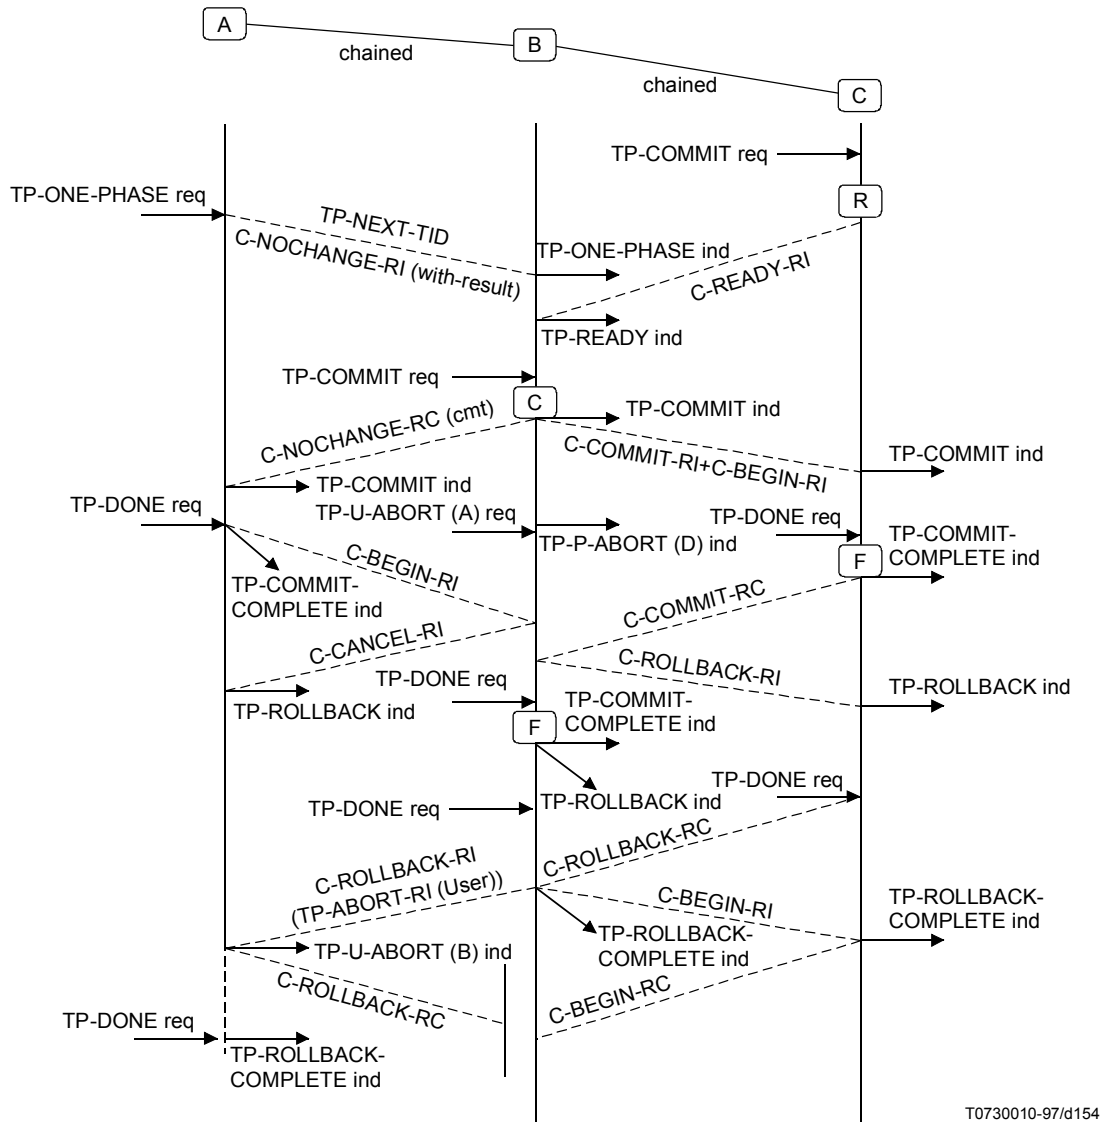 A
chained
B
chained
C
TP-COMMIT req
TP-ONE-PHASE req
R
TP-NEXT-TID
C-NOCHANGE-RI (with-result)
TP-ONE-PHASE ind
C-READY-RI
TP-READY ind
TP-COMMIT req
C
TP-COMMIT ind
C-NOCHANGE-RC (cmt)
C-COMMIT-RI+C-BEGIN-RI
TP-COMMIT ind
TP-COMMIT ind
TP-DONE req
TP-U-ABORT (A) req
TP-P-ABORT (D) ind
TP-DONE req
TP-COMMIT-
COMPLETE ind
F
C-BEGIN-RI
TP-COMMIT-
COMPLETE ind
C-COMMIT-RC
C-CANCEL-RI
C-ROLLBACK-RI
TP-DONE req
TP-ROLLBACK ind
TP-ROLLBACK ind
TP-COMMIT-
COMPLETE ind
F
TP-DONE req
TP-ROLLBACK ind
TP-DONE req
C-ROLLBACK-RC
C-ROLLBACK-RI
(TP-ABORT-RI (User))
C-BEGIN-RI
TP-ROLLBACK-
COMPLETE ind
TP-ROLLBACK-
COMPLETE ind
TP-U-ABORT (B) ind
C-ROLLBACK-RC
C-BEGIN-RC
TP-DONE req
TP-ROLLBACK-
COMPLETE ind
T0730010-97/d154